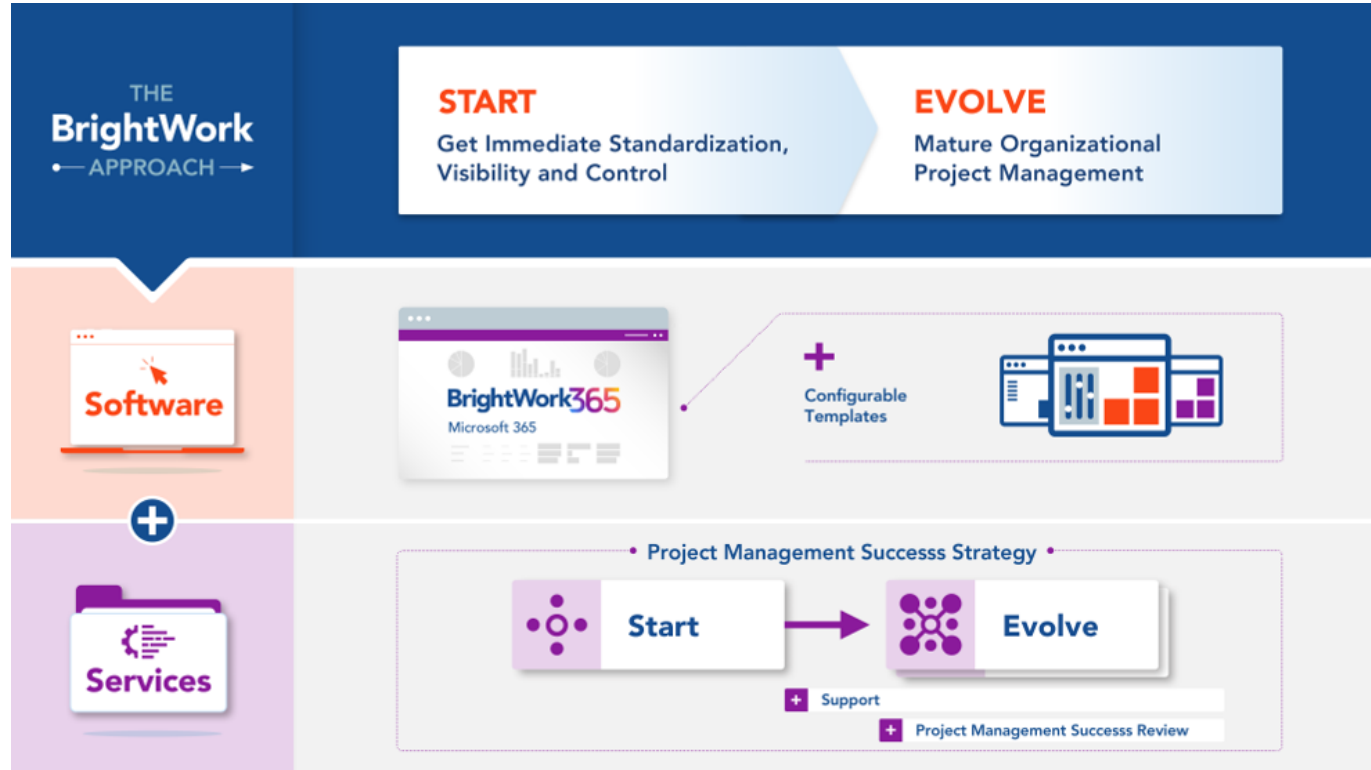 THE
BrightWork
APPROACH
START
Get Immediate Standardization,
Visibility and Control
EVOLVE
Mature Organizational
Project Management
Software
BrightWork365
Microsoft 365
+
Configurable
Templates
+
Services
Project Management Successs Strategy
Start
Evolve
+ Support
+ Project Management Successs Review